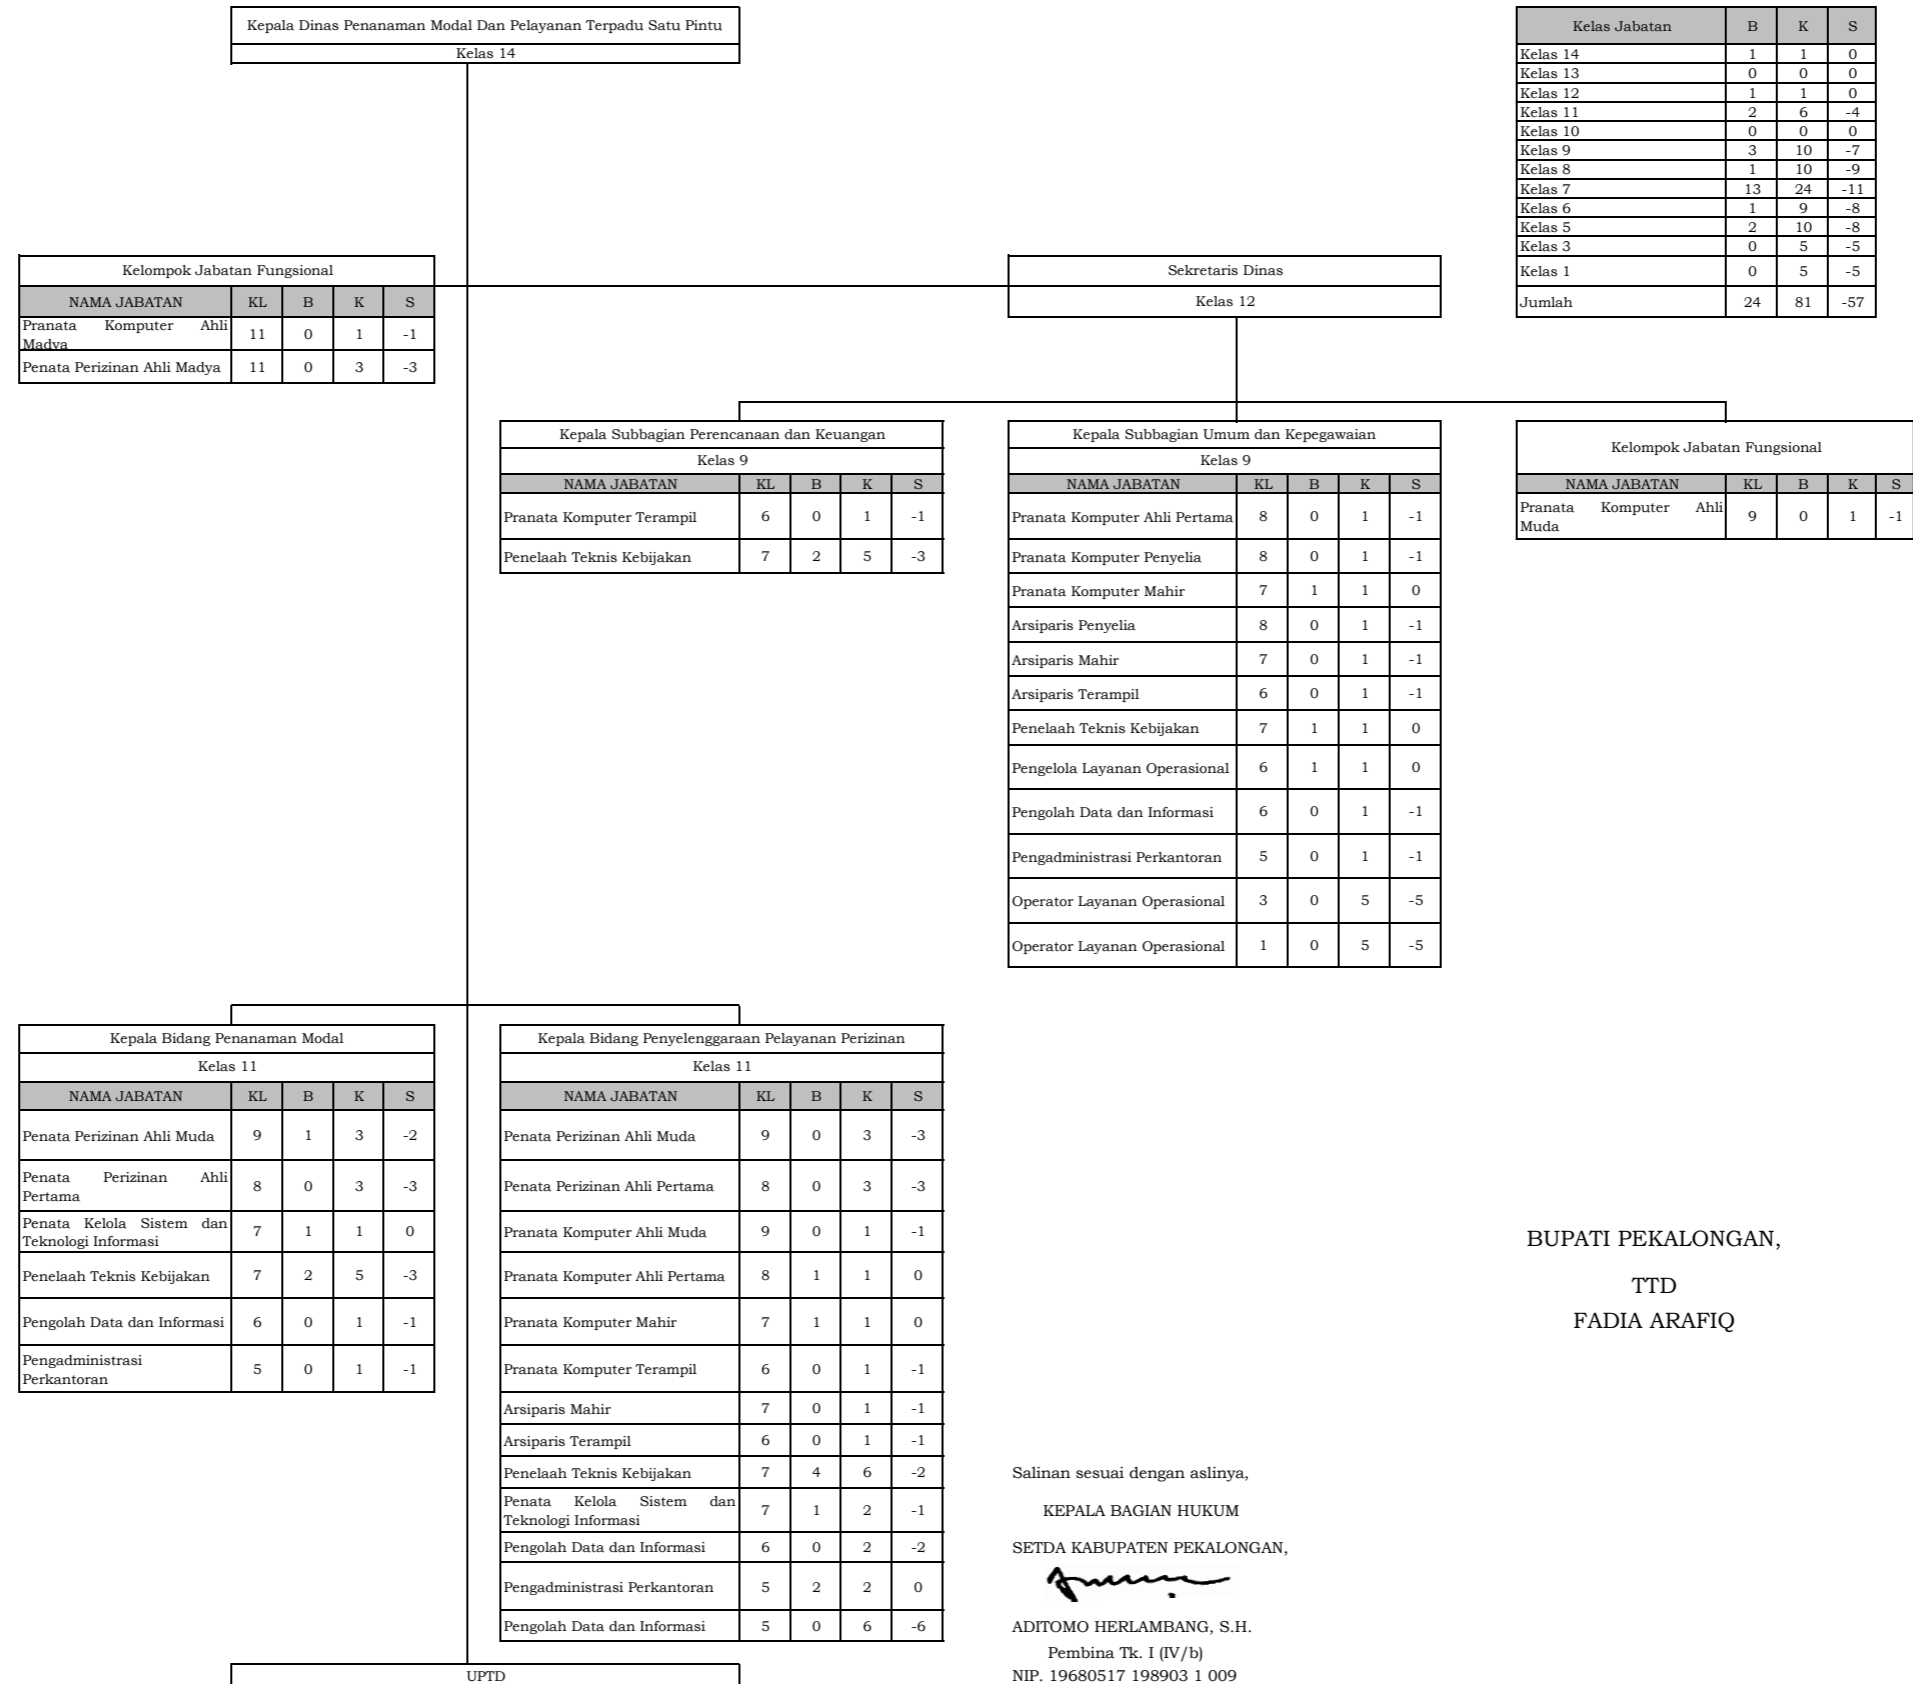 Kepala Dinas Penanaman Modal Dan Pelayanan Terpadu Satu Pintu
Kelas 14
Kelas Jabatan B K S
Kelas 14 1 1 0
Kelas 13 0 0 0
Kelas 12 1 1 0
Kelas 11 2 6 -4
Kelas 10 0 0 0
Kelas 9 3 10 -7
Kelas 8 1 10 -9
Kelas 7 13 24 -11
Kelas 6 1 9 -8
Kelas 5 2 10 -8
Kelas 3 0 5 -5
Kelas 1 0 5 -5
Jumlah 24 81 -57
Kelompok Jabatan Fungsional
NAMA JABATAN KL B K S
Pranata Komputer Ahli
Madya 11 0 1 -1
Penata Perizinan Ahli Madya 11 0 3 -3
Sekretaris Dinas
Kelas 12
Kepala Subbagian Perencanaan dan Keuangan
Kelas 9
NAMA JABATAN KL B K S
Pranata Komputer Terampil 6 0 1 -1
Penelaah Teknis Kebijakan 7 2 5 -3
Kepala Subbagian Umum dan Kepegawaian
Kelas 9
NAMA JABATAN KL B K S
Pranata Komputer Ahli Pertama 8 0 1 -1
Pranata Komputer Penyelia 8 0 1 -1
Pranata Komputer Mahir 7 1 1 0
Arsiparis Penyelia 8 0 1 -1
Arsiparis Mahir 7 0 1 -1
Arsiparis Terampil 6 0 1 -1
Penelaah Teknis Kebijakan 7 1 1 0
Pengelola Layanan Operasional 6 1 1 0
Pengolah Data dan Informasi 6 0 1 -1
Pengadministrasi Perkantoran 5 0 1 -1
Operator Layanan Operasional 3 0 5 -5
Operator Layanan Operasional 1 0 5 -5
Kelompok Jabatan Fungsional
NAMA JABATAN KL B K S
Pranata Komputer Ahli
Muda 9 0 1 -1
Kepala Bidang Penanaman Modal
Kelas 11
NAMA JABATAN KL B K S
Penata Perizinan Ahli Muda 9 1 3 -2
Penata Perizinan Ahli
Pertama 8 0 3 -3
Penata Kelola Sistem dan
Teknologi Informasi 7 1 1 0
Penelaah Teknis Kebijakan 7 2 5 -3
Pengolah Data dan Informasi 6 0 1 -1
Pengadministrasi
Perkantoran 5 0 1 -1
Kepala Bidang Penyelenggaraan Pelayanan Perizinan
Kelas 11
NAMA JABATAN KL B K S
Penata Perizinan Ahli Muda 9 0 3 -3
Penata Perizinan Ahli Pertama 8 0 3 -3
Pranata Komputer Ahli Muda 9 0 1 -1
Pranata Komputer Ahli Pertama 8 1 1 0
Pranata Komputer Mahir 7 1 1 0
Pranata Komputer Terampil 6 0 1 -1
Arsiparis Mahir 7 0 1 -1
Arsiparis Terampil 6 0 1 -1
Penelaah Teknis Kebijakan 7 4 6 -2
Penata Kelola Sistem dan
Teknologi Informasi 7 1 2 -1
Pengolah Data dan Informasi 6 0 2 -2
Pengadministrasi Perkantoran 5 2 2 0
Pengolah Data dan Informasi 5 0 6 -6
UPTD
BUPATI PEKALONGAN,
TTD
FADIA ARAFIQ
Salinan sesuai dengan aslinya,
KEPALA BAGIAN HUKUM
SETDA KABUPATEN PEKALONGAN,
ADITOMO HERLAMBANG, S.H.
Pembina Tk. I (IV/b)
NIP. 19680517 198903 1 009